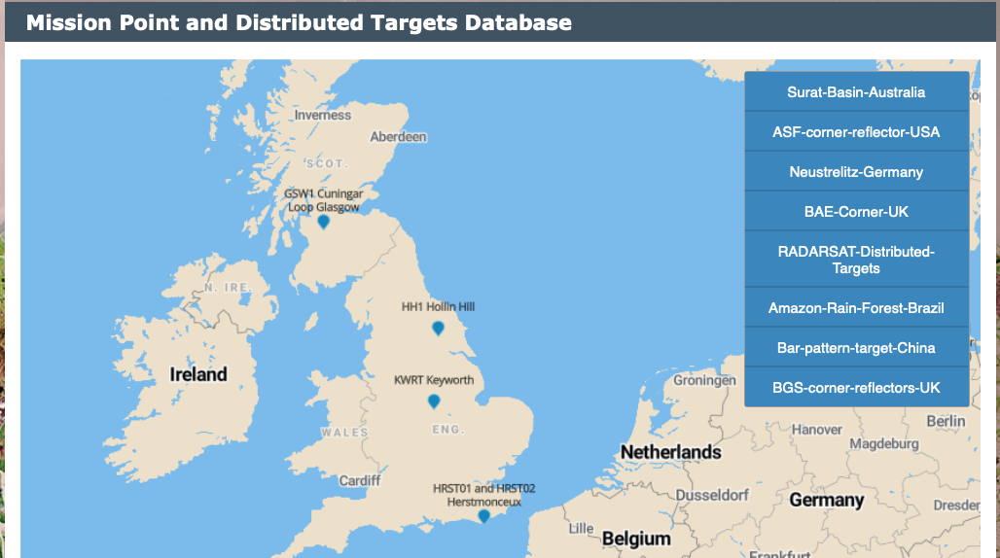 Mission Point and Distributed Targets Database
Inverness
Aberdeen
SCOT.
GSW1 Cuningar
Loop Glasgow
N. IRE.
HH1 Hollin Hill
Ireland
KWRT Keyworth
WALES
ENG.
Cardiff
HRST01 and HRST02
Herstmonceux
Groningen
Netherlands
Hanover
Berlin
Magdeburg
Dusseldorf
Germany
Lille
Belgium
Surat-Basin-Australia
ASF-corner-reflector-USA
Neustrelitz-Germany
BAE-Corner-UK
RADARSAT-Distributed-
Targets
Amazon-Rain-Forest-Brazil
Bar-pattern-target-China
BGS-corner-reflectors-UK